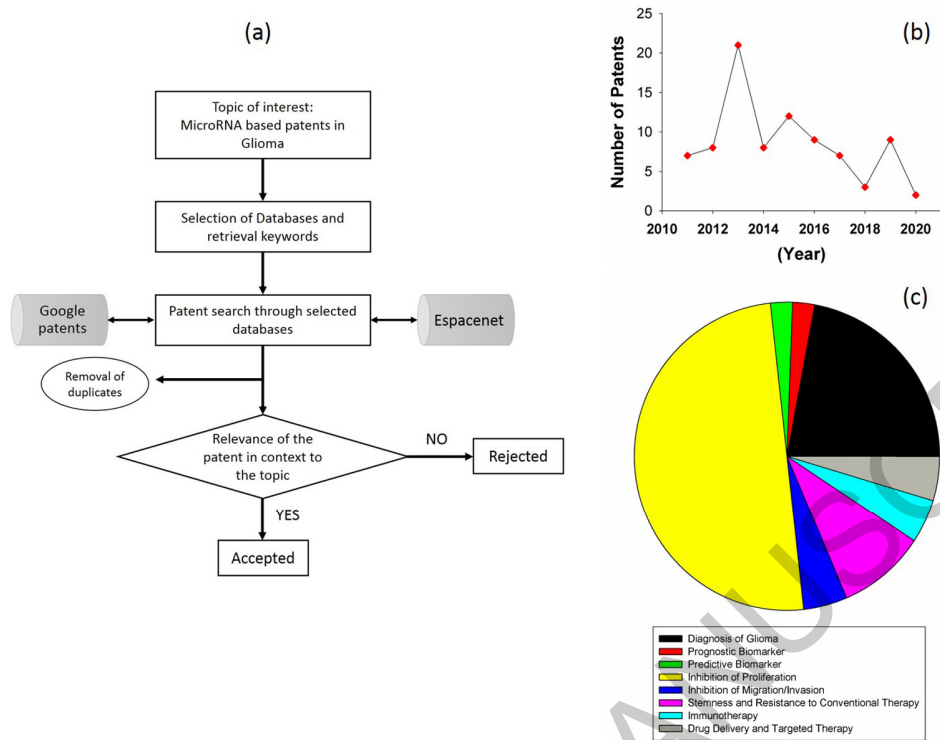 (a)
Topic of interest:
MicroRNA based patents in
Glioma
Selection of Databases and
retrieval keywords
Google
patents
Patent search through selected
databases
Espacenet
Removal of
duplicates
Relevance of the
patent in context to
the topic
NO
Rejected
YES
Accepted
(b)
Number of Patents
25
20
15
10
5
0
2010
2012
2014
2016
2018
2020
(Year)
(c)
Diagnosis of Glioma
Prognostic Biomarker
Predictive Biomarker
Inhibition of Proliferation
Inhibition of Migration/Invasion
Stemness and Resistance to Conventional Therapy
Immunotherapy
Drug Delivery and Targeted Therapy